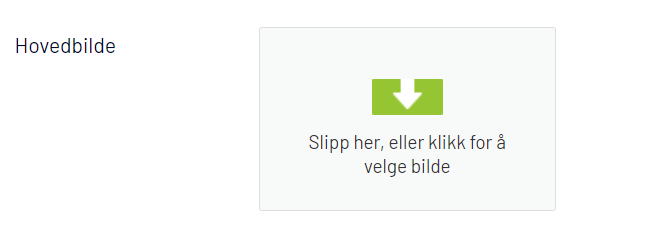 Hovedbilde
Slipp her, eller klikk for å
velge bilde